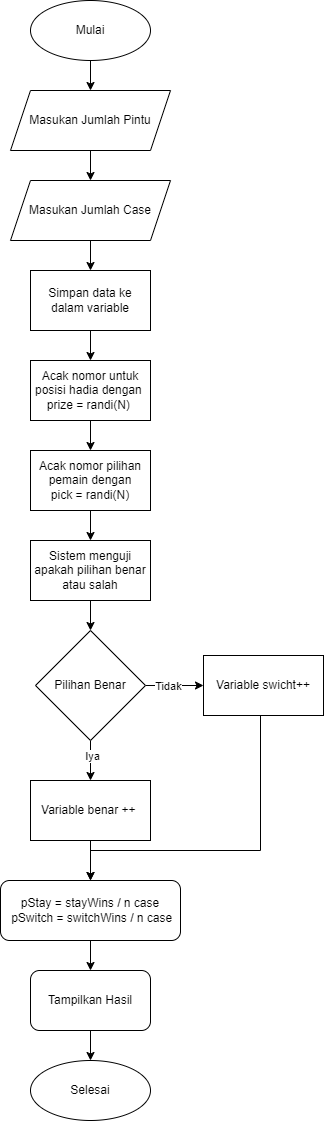 Mulai
Masukan Jumlah Pintu
Masukan Jumlah Case
Simpan data ke
dalam variable
Acak nomor untuk
posisi hadia dengan
prize = randi(N)
Acak nomor pilihan
pemain dengan
pick = randi(N)
Sistem menguji
apakah pilihan benar
atau salah
Pilihan Benar
Tidak
Variable swicht++
Iya
Variable benar ++
pStay = stayWins / n case
pSwitch = switchWins / n case
Tampilkan Hasil
Selesai